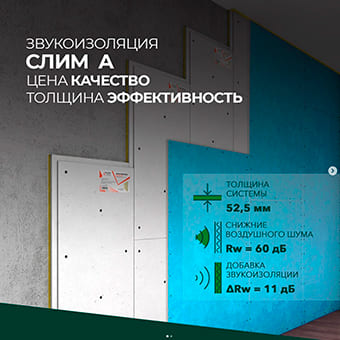 ЗВУКОИЗОЛЯЦИЯ
СЛИМ А
ЦЕНА КАЧЕСТВО
ТОЛЩИНА ЭФФЕКТИВНОСТЬ
ТОЛЩИНА
СИСТЕМЫ
52,5 мм
СНИЖНИЕ
ВОЗДУШНОГО ШУМА
Rw = 60 дБ
ДОБАВКА
ЗВУКОИЗОЛЯЦИИ
ΔRw = 11 дБ